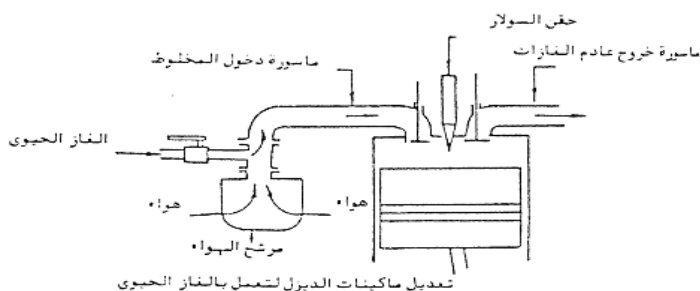 حقن السولار
ماسورة خروج عادم الغازات
ماسورة دخول المخلوط
الغاز الحيوى
هواء
هواء
مرشح الهواء
تعديل ماكينات الديزل لتعمل بالغاز الحيوى